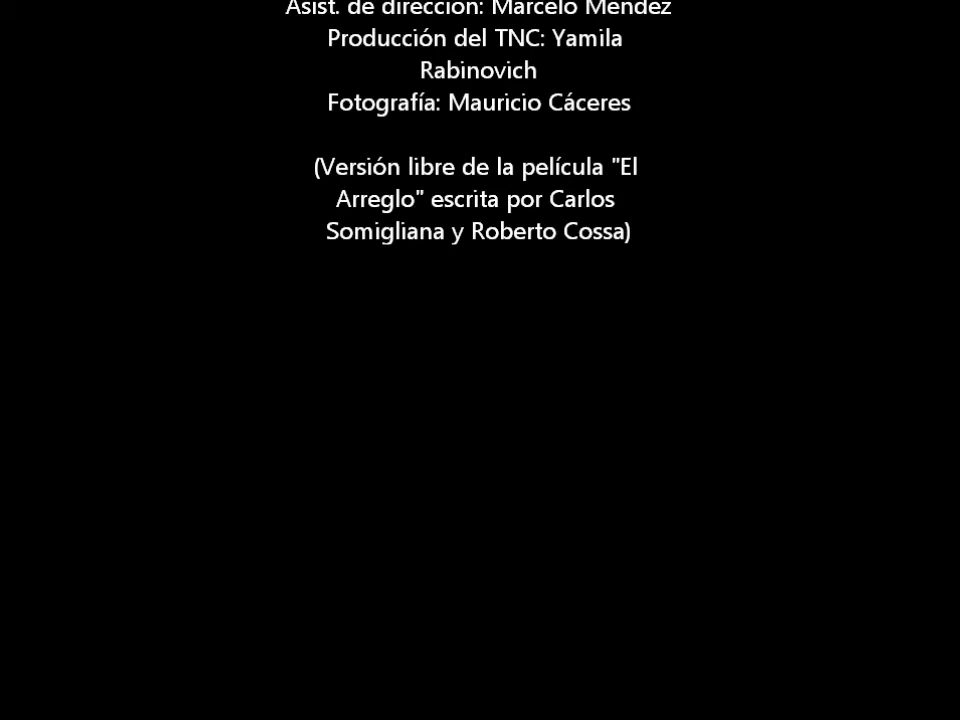 Asist. de dirección: Marcelo Méndez
Producción del TNC: Yamila
Rabinovich
Fotografía: Mauricio Cáceres
(Versión libre de la película "El
Arreglo" escrita por Carlos
Somigliana y Roberto Cossa)